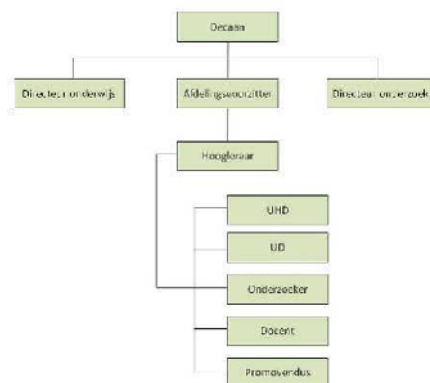 Decaan
Directeur onderwijs
Afdelingsvoorzitter
Directeur onderzoek
Hoogleraar
UHD
UD
Onderzoeker
Docent
Promovendus